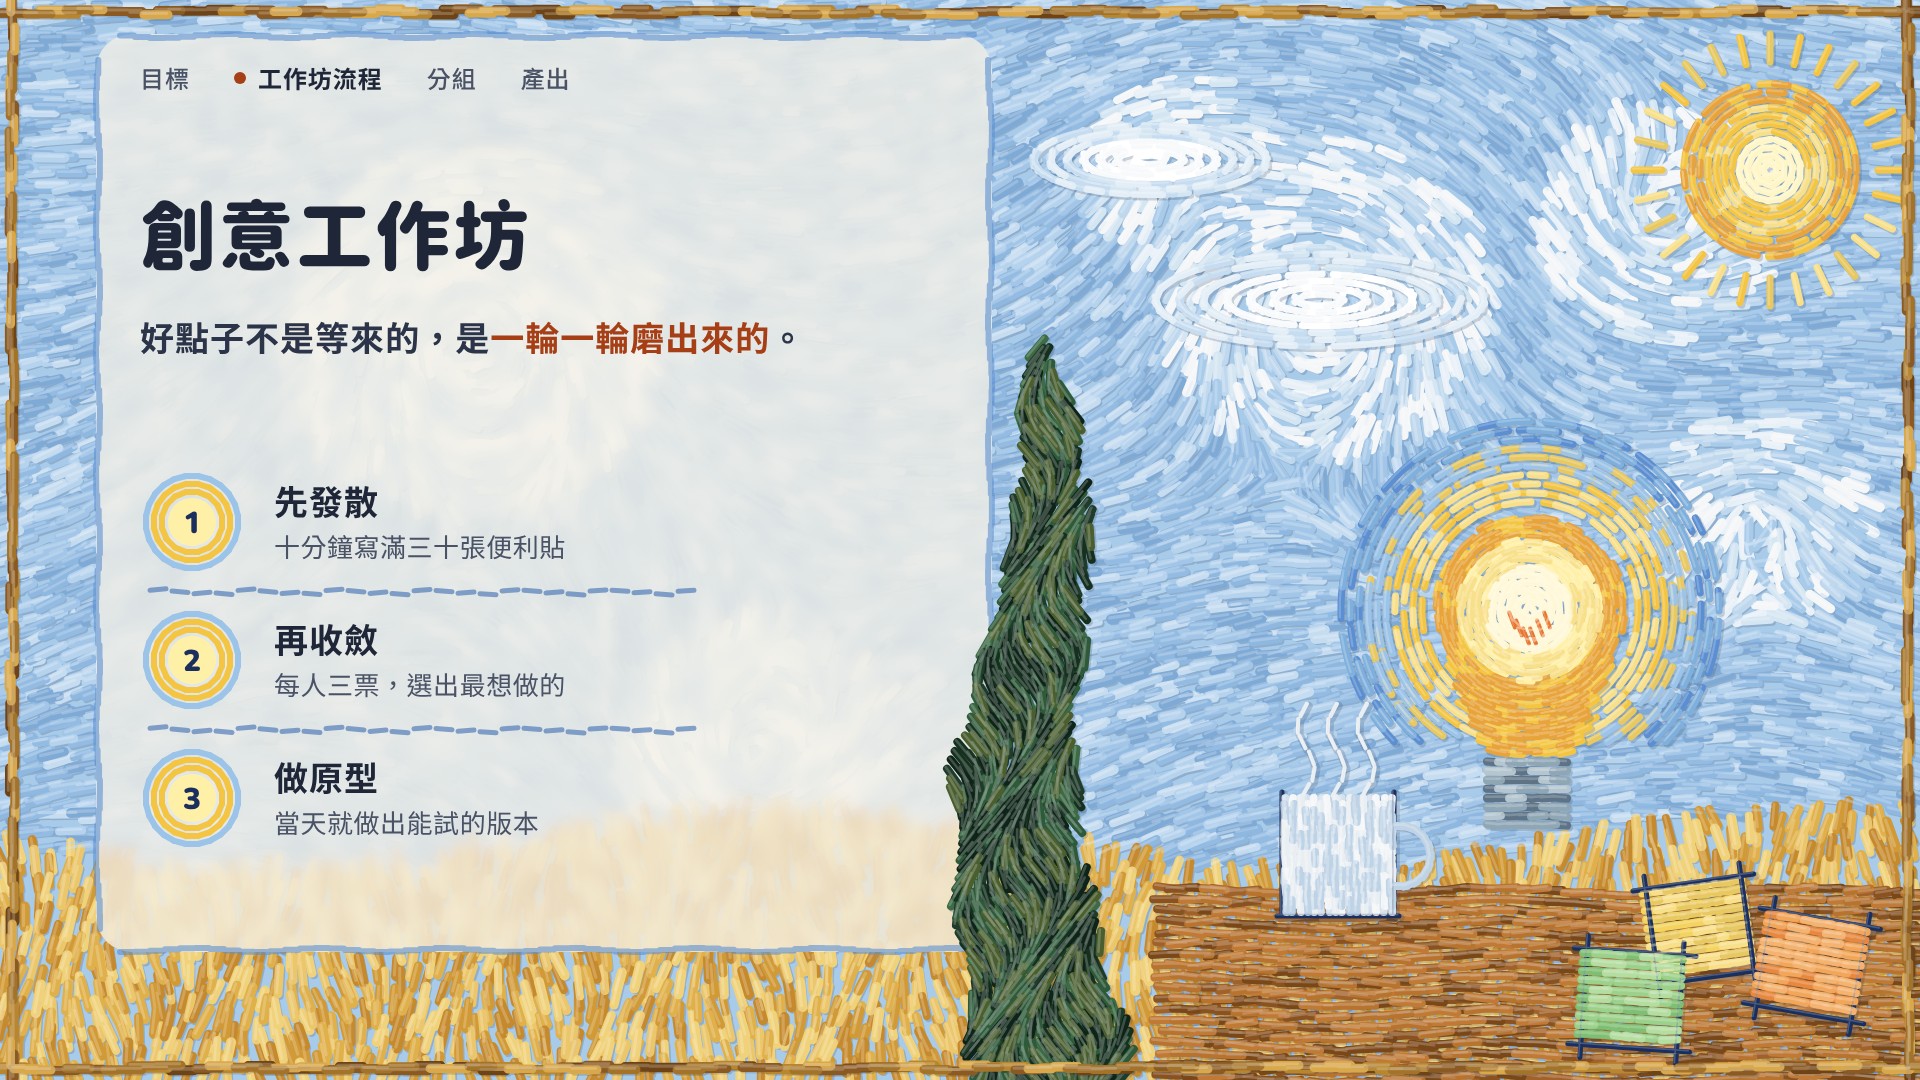 目標 工作坊流程 分組 產出
創意工作坊
好點子不是等來的，是一輪一輪磨出來的。
1 先發散
十分鐘寫滿三十張便利貼
2 再收斂
每人三票，選出最想做的
3 做原型
當天就做出能試的版本